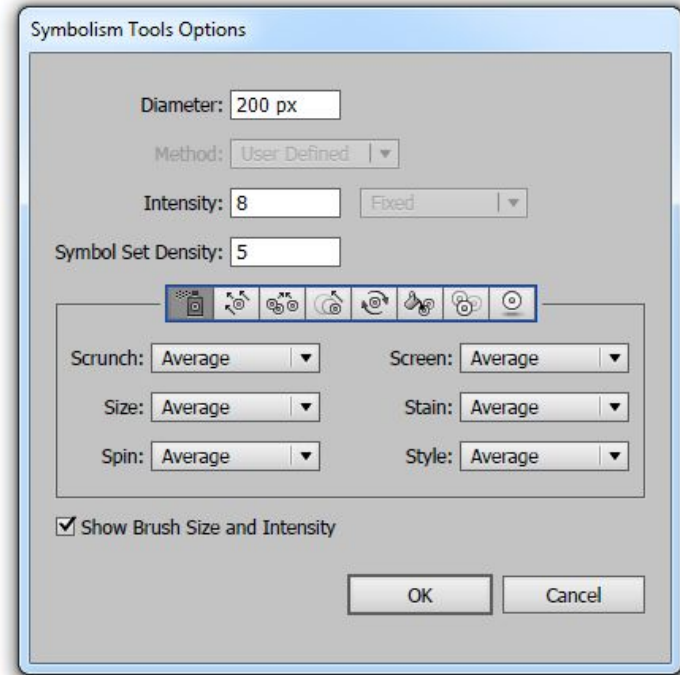 Symbolism Tools Options
Diameter: 200 px
Method: User Defined
Intensity: 8 Fixed
Symbol Set Density: 5
Scrunch: Average Screen: Average
Size: Average Stain: Average
Spin: Average Style: Average
Show Brush Size and Intensity
OK Cancel